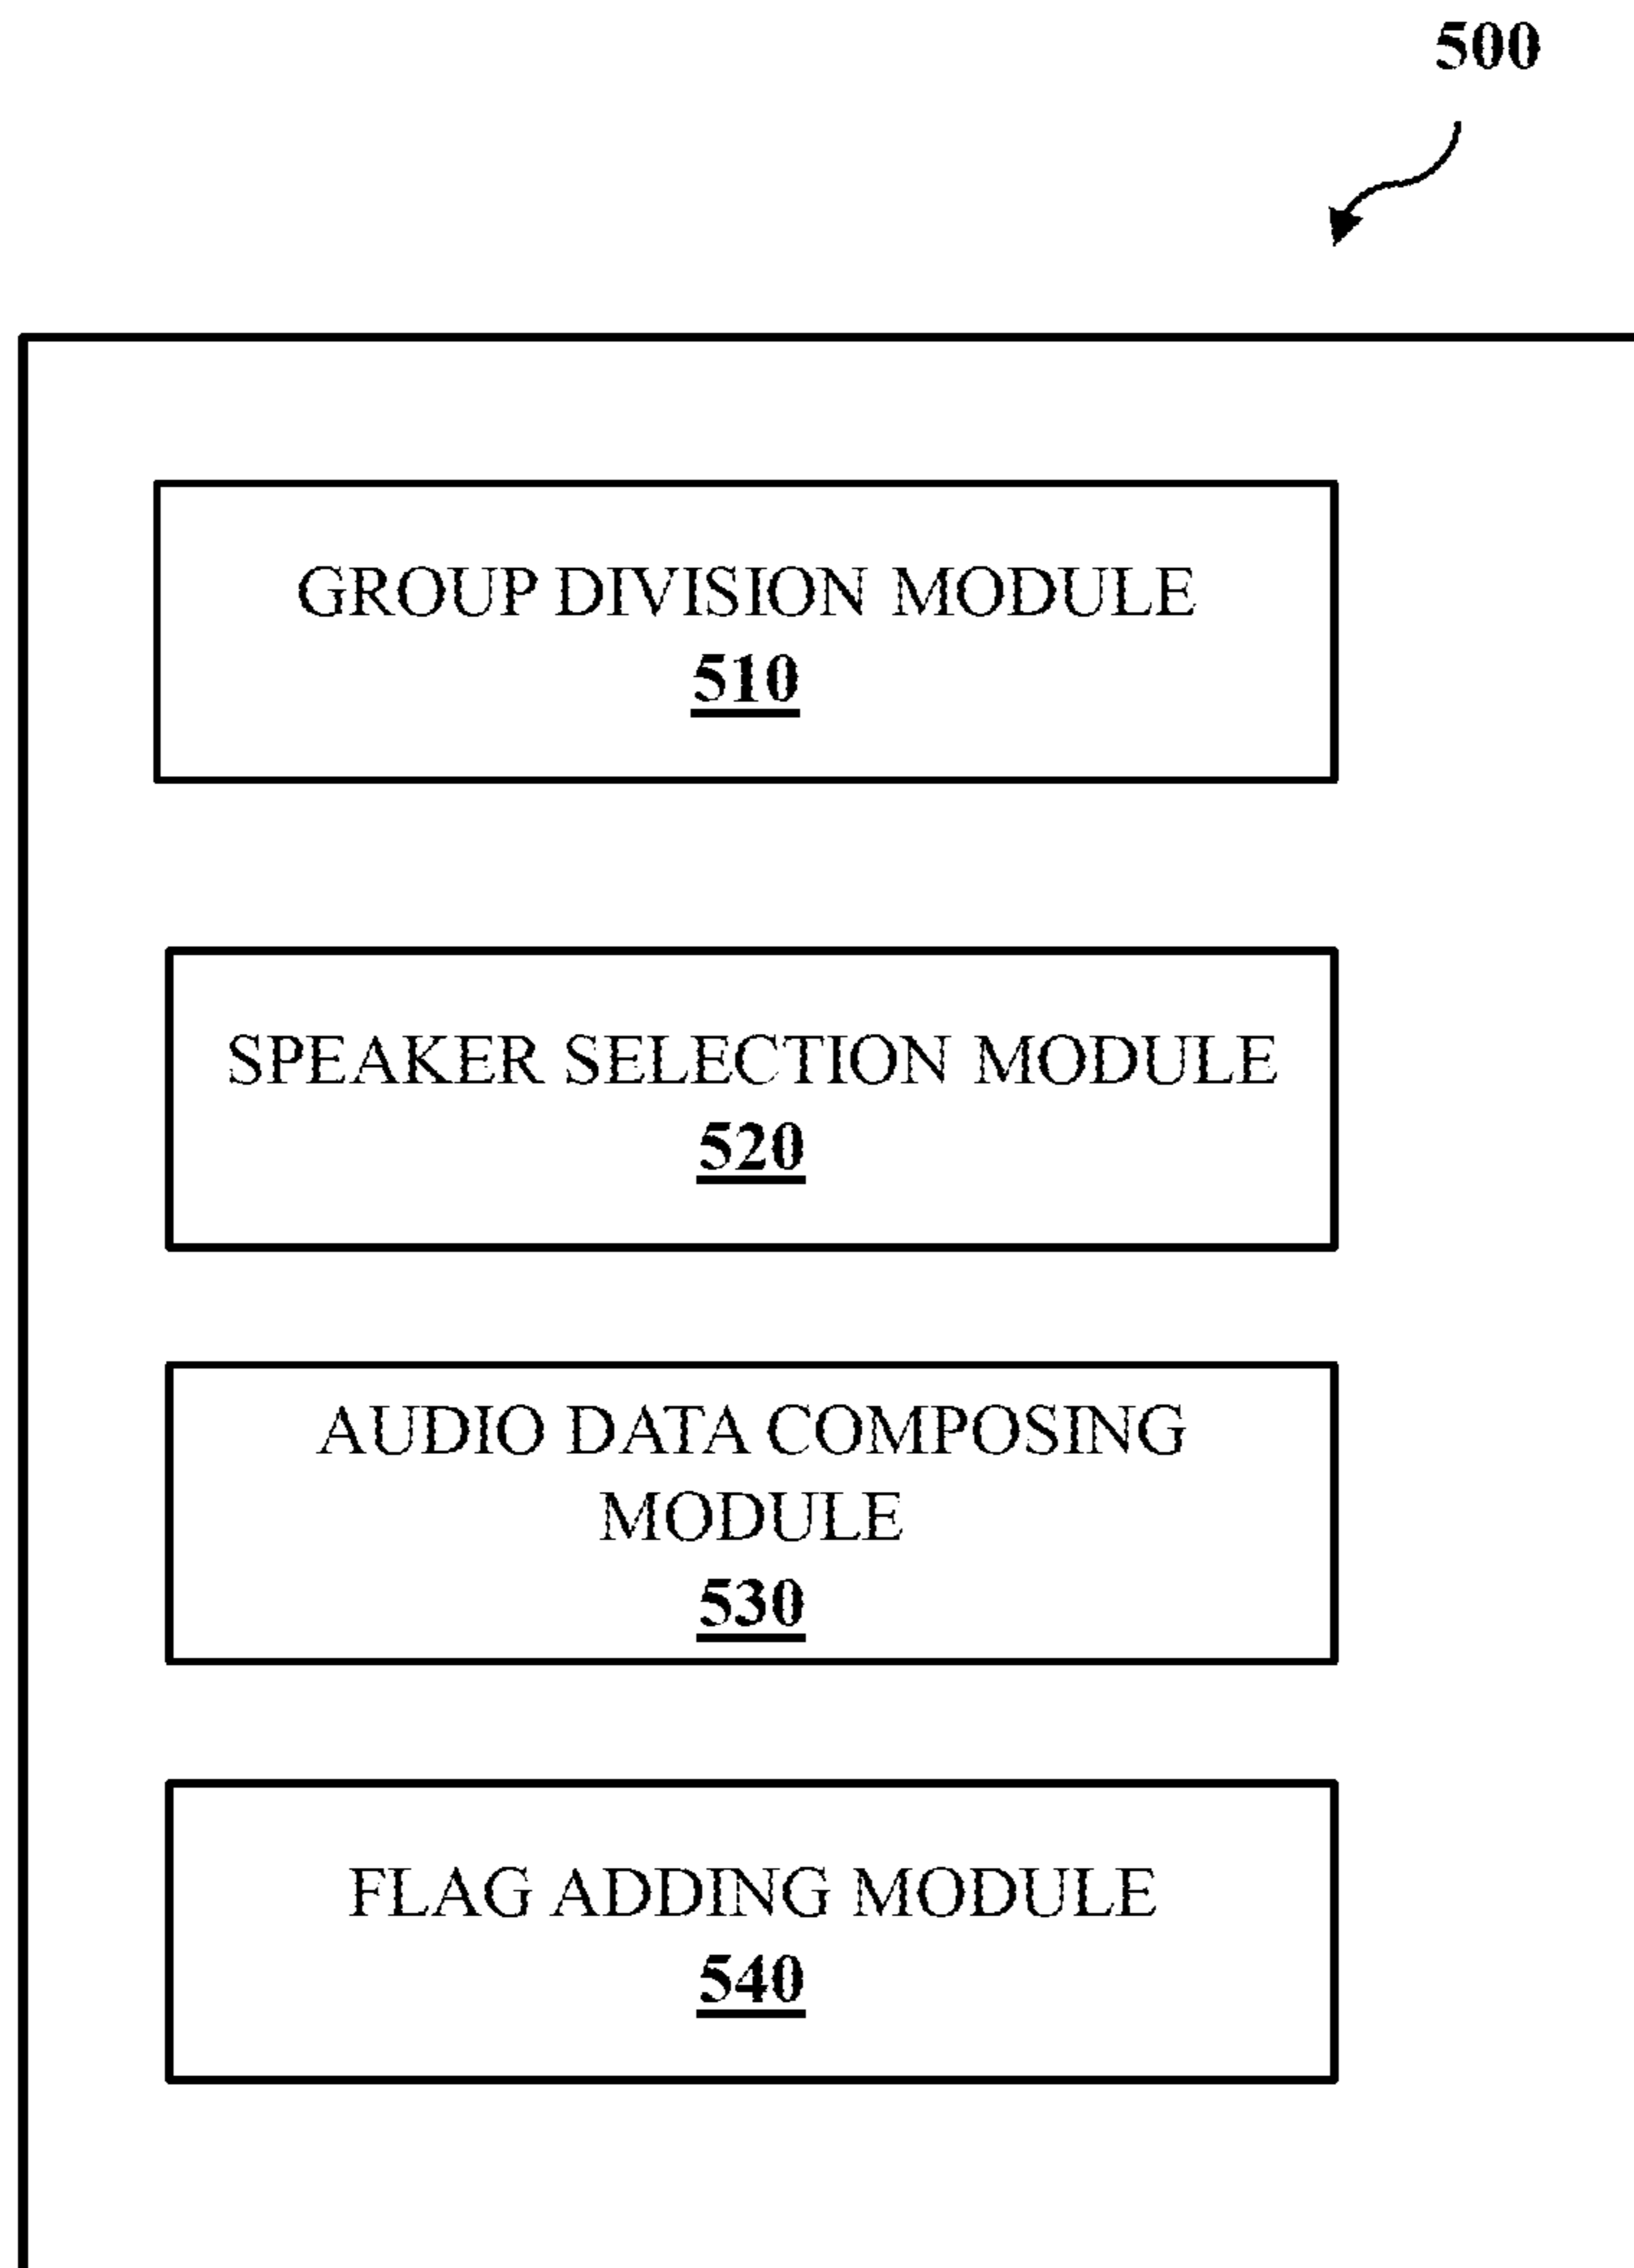 500
GROUP DIVISION MODULE
510
SPEAKER SELECTION MODULE
520
AUDIO DATA COMPOSING
MODULE
530
FLAG ADDING MODULE
540